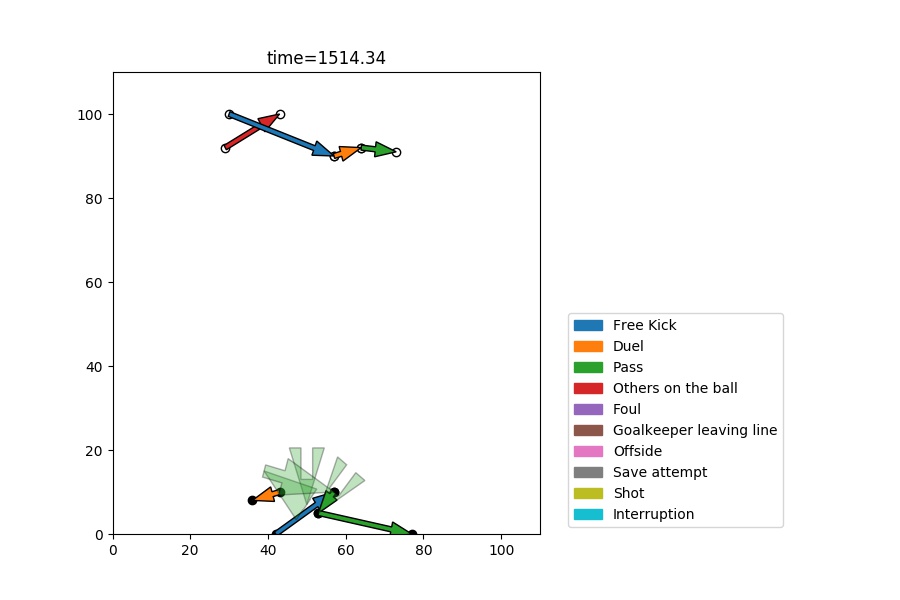 time=1514.34
100
80
60
40
20
0
0 20 40 60 80 100
Free Kick
Duel
Pass
Others on the ball
Foul
Goalkeeper leaving line
Offside
Save attempt
Shot
Interruption